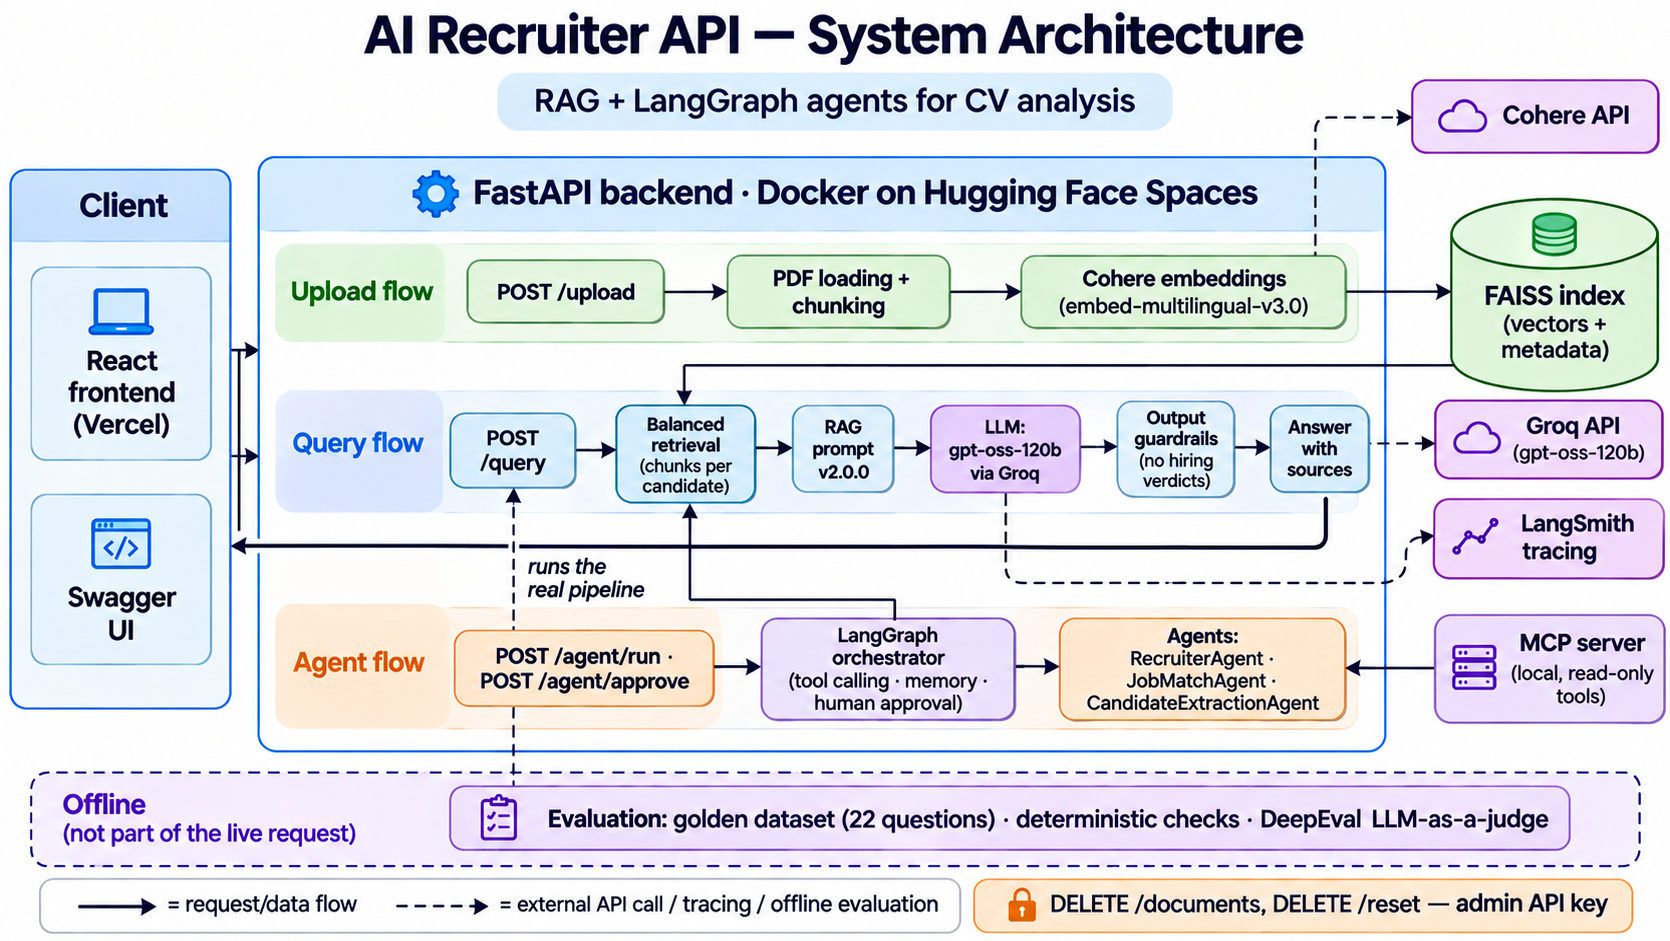 AI Recruiter API — System Architecture
RAG + LangGraph agents for CV analysis
Cohere API
Client
React
frontend
(Vercel)
Swagger
UI
FastAPI backend · Docker on Hugging Face Spaces
Upload flow
POST /upload
PDF loading +
chunking
Cohere embeddings
(embed-multilingual-v3.0)
FAISS index
(vectors +
metadata)
Query flow
POST
/query
Balanced
retrieval
(chunks per
candidate)
RAG
prompt
v2.0.0
LLM:
gpt-oss-120b
via Groq
Output
guardrails
(no hiring
verdicts)
Answer
with
sources
Groq API
(gpt-oss-120b)
LangSmith
tracing
runs the
real pipeline
Agent flow
POST /agent/run ·
POST /agent/approve
LangGraph
orchestrator
(tool calling · memory ·
human approval)
Agents:
RecruiterAgent ·
JobMatchAgent ·
CandidateExtractionAgent
MCP server
(local, read-only
tools)
Offline
(not part of the live request)
Evaluation: golden dataset (22 questions) · deterministic checks · DeepEval LLM-as-a-judge
= request/data flow
= external API call / tracing / offline evaluation
DELETE /documents, DELETE /reset — admin API key